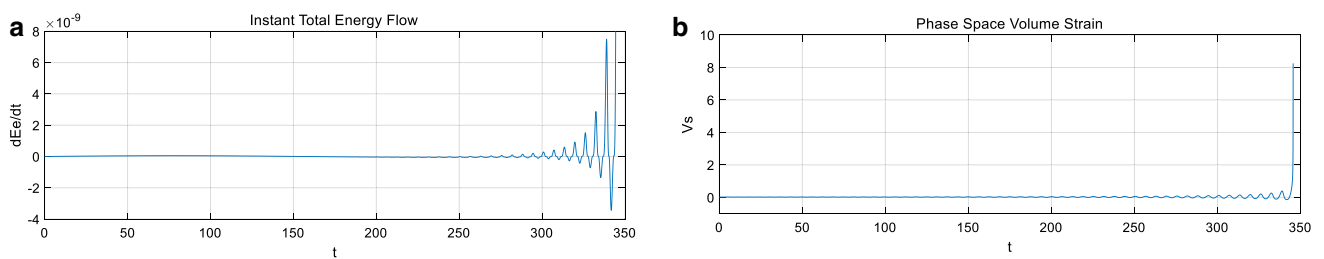 a
Instant Total Energy Flow
×10⁻⁹
8
6
4
2
0
-2
-4
dEe/dt
0 50 100 150 200 250 300 350
t
b
Phase Space Volume Strain
10
8
6
4
2
0
Vs
0 50 100 150 200 250 300 350
t